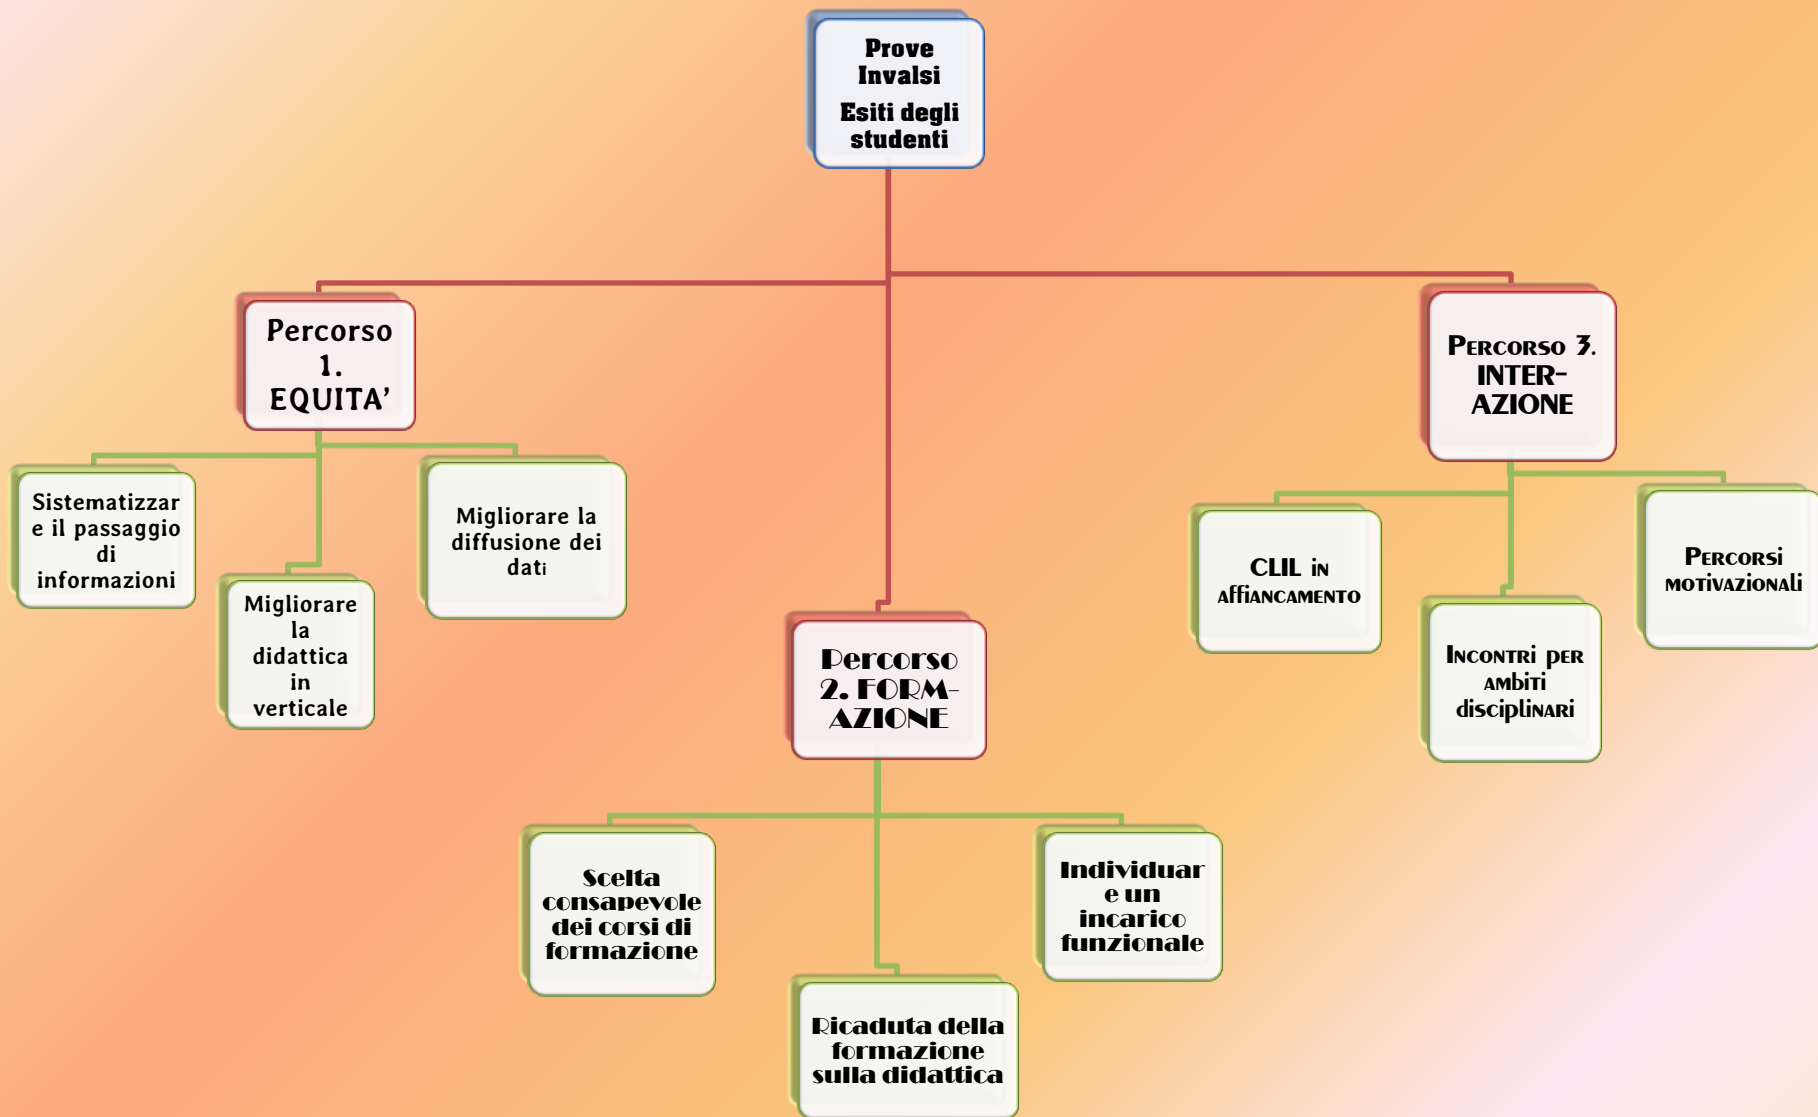 Prove
Invalsi
Esiti degli
studenti
Percorso
1.
EQUITA’
Sistematizzar
e il passaggio
di
informazioni
Migliorare
la
didattica
in
verticale
Migliorare la
diffusione dei
dati
Percorso
2. FORM-
AZIONE
Scelta
consapevole
dei corsi di
formazione
Ricaduta della
formazione
sulla didattica
Individuar
e un
incarico
funzionale
Percorso 3.
INTER-
AZIONE
CLIL in
affiancamento
Incontri per
ambiti
disciplinari
Percorsi
motivazionali